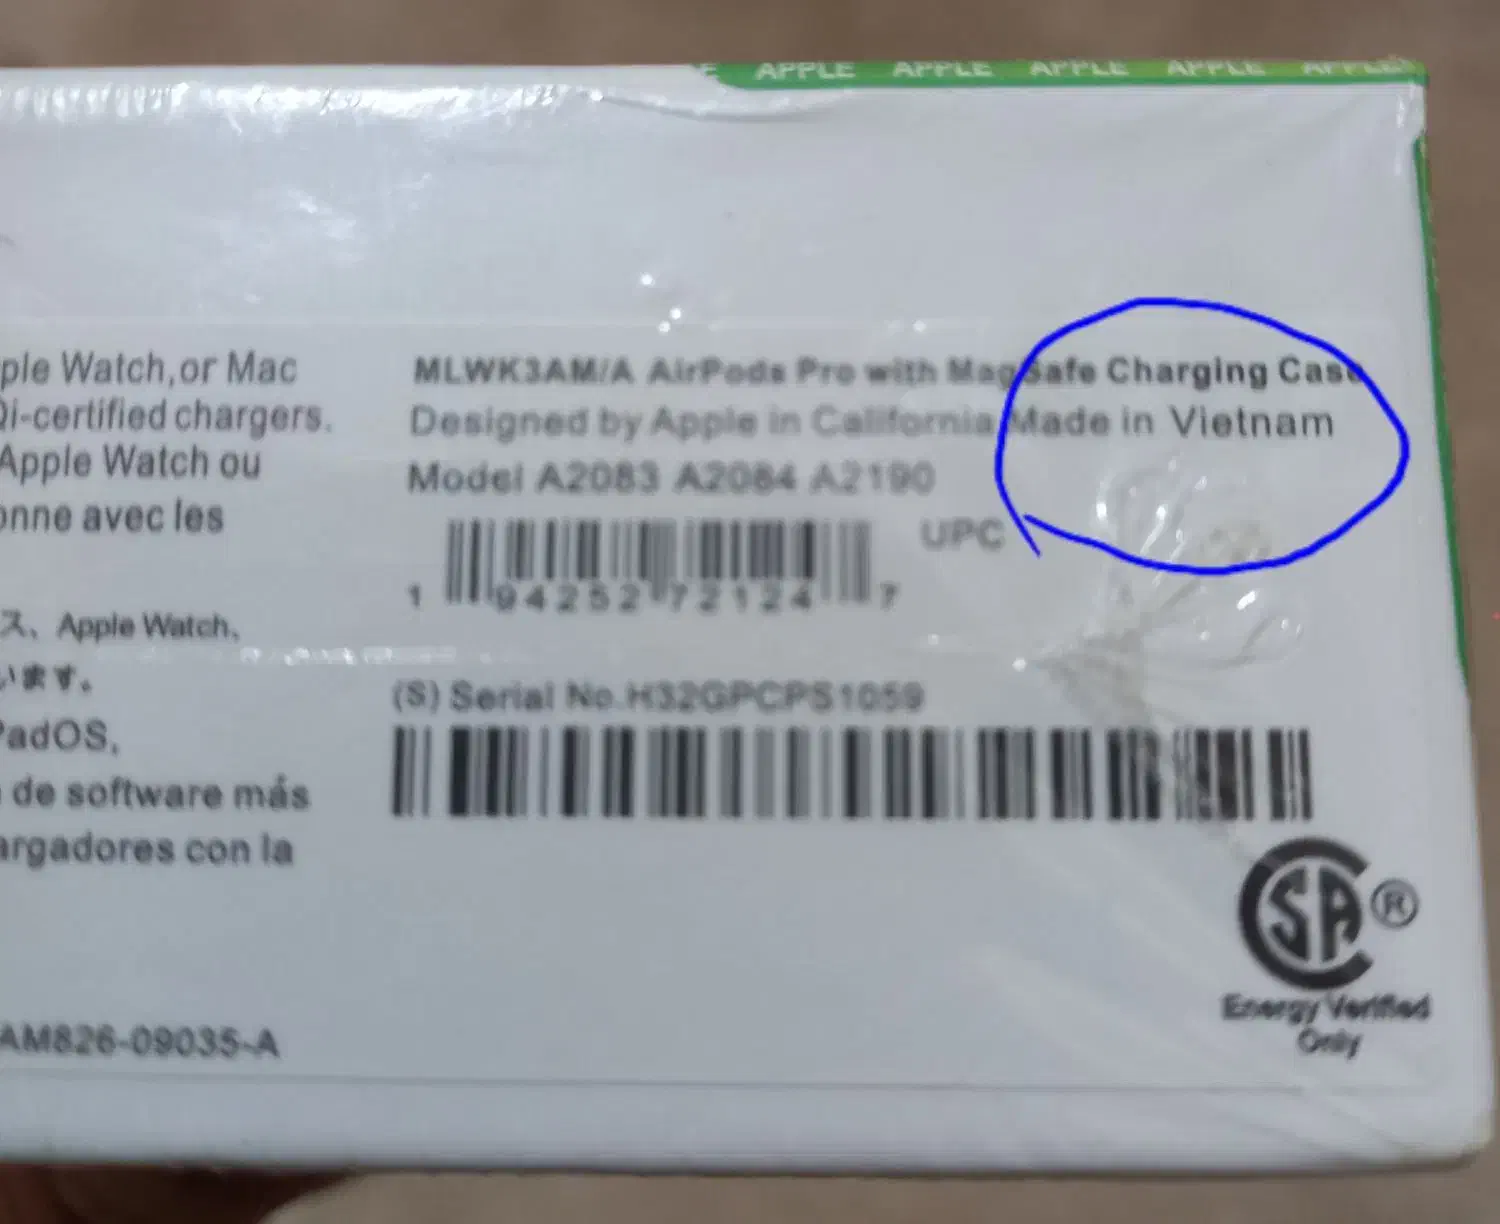 APPLE APPLE APPLE APPLE APPLE
ple Watch,or Mac
Qi-certified chargers.
Apple Watch ou
onne avec les
ス、Apple Watch、
います。
PadOS,
de software más
argadores con la
AM826-09035-A
MLWK3AM/A AirPods Pro with MagSafe Charging Case
Designed by Apple in California Made in Vietnam
Model A2083 A2084 A2190
UPC
1 94252 72124 7
(S) Serial No.H32GPCPS1059
CSA ®
Energy Verified
Only